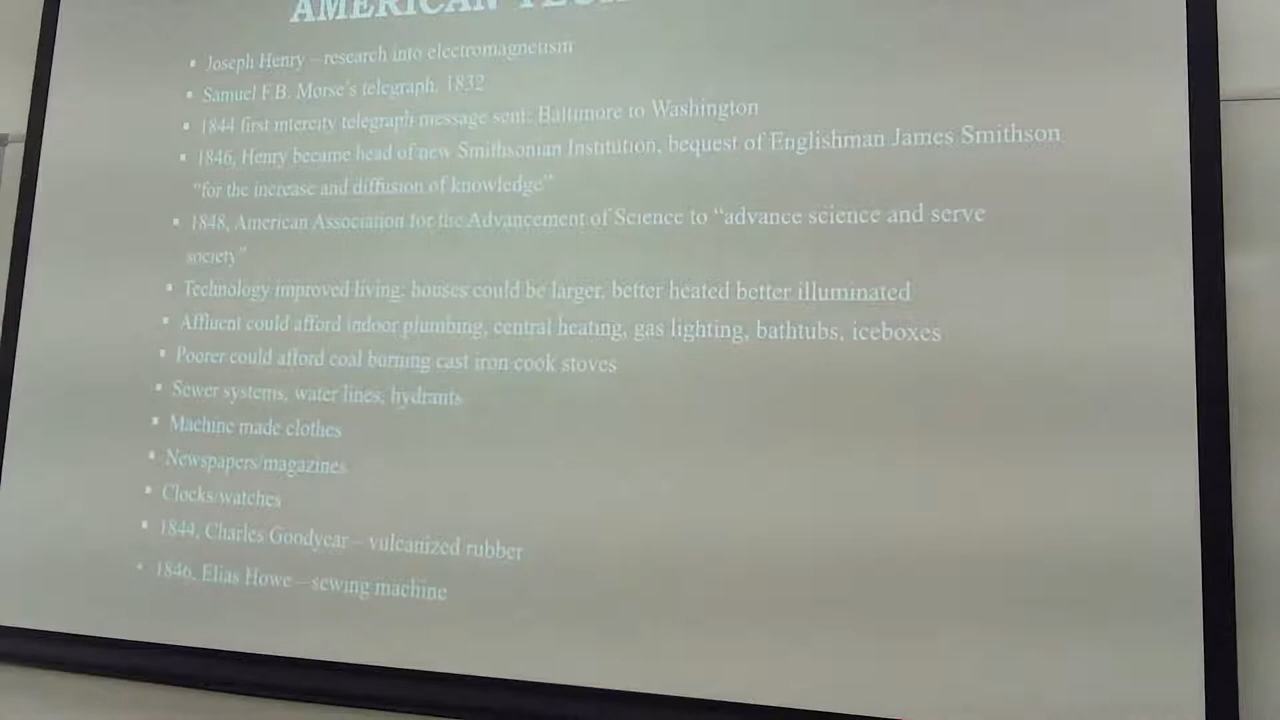 AMERICAN
▪ Joseph Henry – research into electromagnetism
▪ Samuel F.B. Morse's telegraph, 1832
▪ 1844 first intercity telegraph message sent: Baltimore to Washington
▪ 1846, Henry became head of new Smithsonian Institution, bequest of Englishman James Smithson
"for the increase and diffusion of knowledge"
▪ 1848, American Association for the Advancement of Science to "advance science and serve
society"
▪ Technology improved living: houses could be larger, better heated better illuminated
▪ Affluent could afford indoor plumbing, central heating, gas lighting, bathtubs, iceboxes
▪ Poorer could afford coal burning cast iron cook stoves
▪ Sewer systems, water lines, hydrants
▪ Machine made clothes
▪ Newspapers/magazines
▪ Clocks/watches
▪ 1844, Charles Goodyear – vulcanized rubber
▪ 1846, Elias Howe – sewing machine